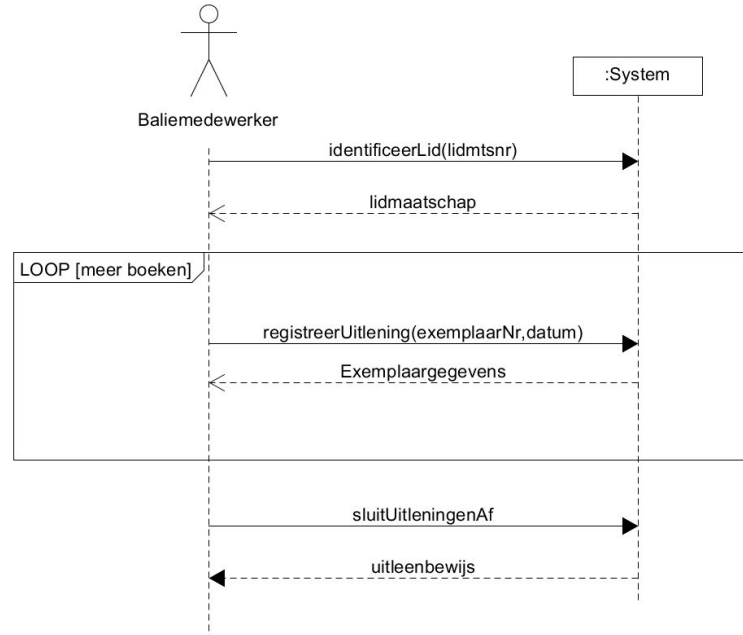 :System
Baliemedewerker
identificeerLid(lidmtsnr)
lidmaatschap
LOOP [meer boeken]
registreerUitlening(exemplaarNr,datum)
Exemplaargegevens
sluitUitleningenAf
uitleenbewijs